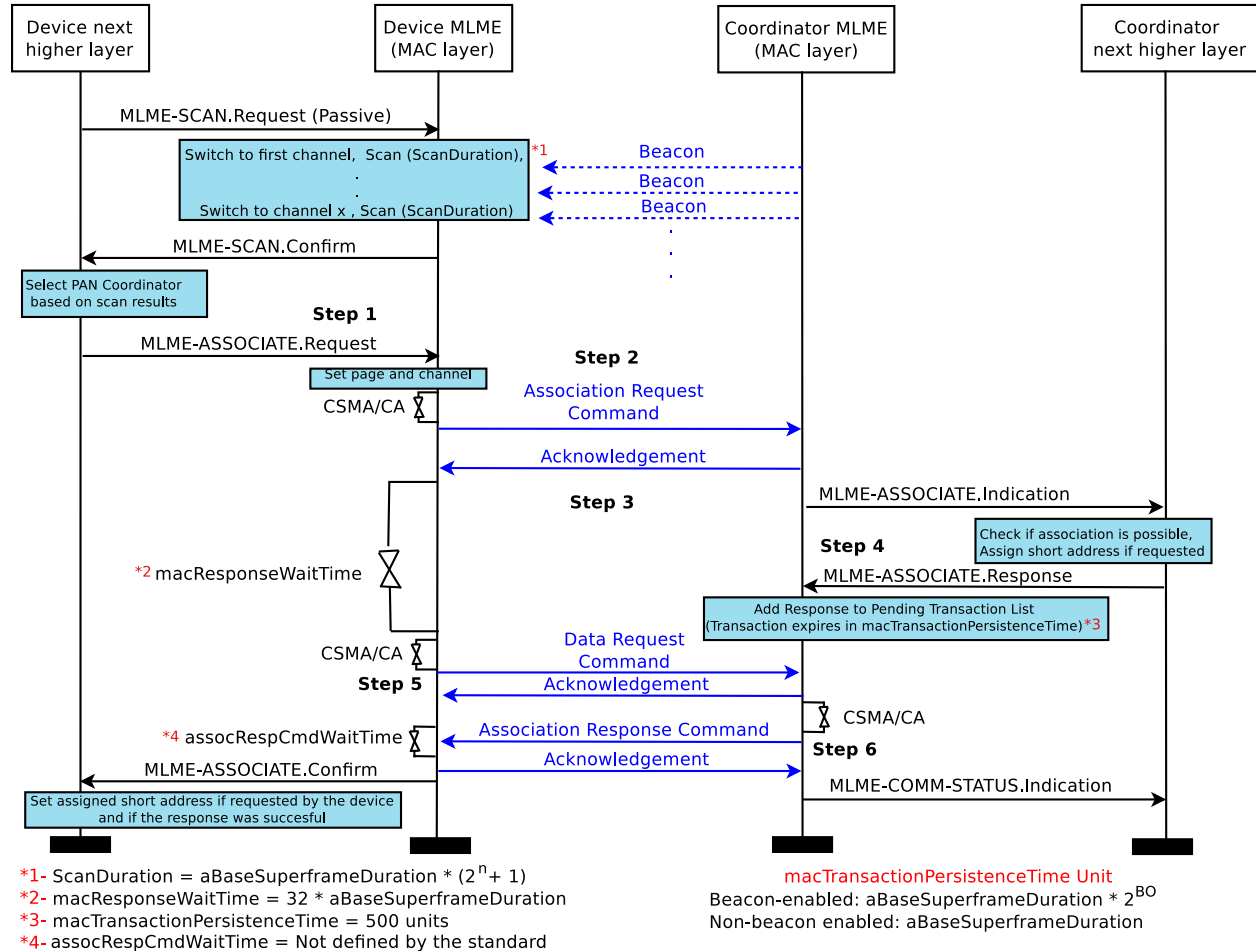 Device next
higher layer
Device MLME
(MAC layer)
Coordinator MLME
(MAC layer)
Coordinator
next higher layer
MLME-SCAN.Request (Passive)
Switch to first channel, Scan (ScanDuration),
.
.
Switch to channel x , Scan (ScanDuration)
*1
Beacon
Beacon
Beacon
.
.
.
MLME-SCAN.Confirm
Select PAN Coordinator
based on scan results
Step 1
MLME-ASSOCIATE.Request
Set page and channel
Step 2
CSMA/CA
Association Request
Command
Acknowledgement
Step 3
MLME-ASSOCIATE.Indication
Check if association is possible,
Assign short address if requested
Step 4
*2 macResponseWaitTime
MLME-ASSOCIATE.Response
Add Response to Pending Transaction List
(Transaction expires in macTransactionPersistenceTime) *3
CSMA/CA
Data Request
Command
Step 5
Acknowledgement
CSMA/CA
*4 assocRespCmdWaitTime
Association Response Command
Step 6
Acknowledgement
MLME-ASSOCIATE.Confirm
MLME-COMM-STATUS.Indication
Set assigned short address if requested by the device
and if the response was succesful
*1- ScanDuration = aBaseSuperframeDuration * (2^n + 1)
*2- macResponseWaitTime = 32 * aBaseSuperframeDuration
*3- macTransactionPersistenceTime = 500 units
*4- assocRespCmdWaitTime = Not defined by the standard
macTransactionPersistenceTime Unit
Beacon-enabled: aBaseSuperframeDuration * 2^BO
Non-beacon enabled: aBaseSuperframeDuration